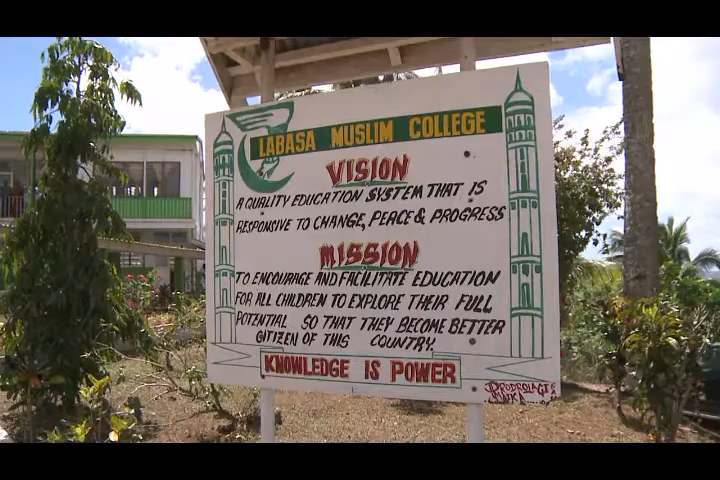 LABASA MUSLIM COLLEGE
VISION
A QUALITY EDUCATION SYSTEM THAT IS
RESPONSIVE TO CHANGE, PEACE & PROGRESS
MISSION
TO ENCOURAGE AND FACILITATE EDUCATION
FOR ALL CHILDREN TO EXPLORE THEIR FULL
POTENTIAL SO THAT THEY BECOME BETTER
CITIZEN OF THIS COUNTRY.
KNOWLEDGE IS POWER